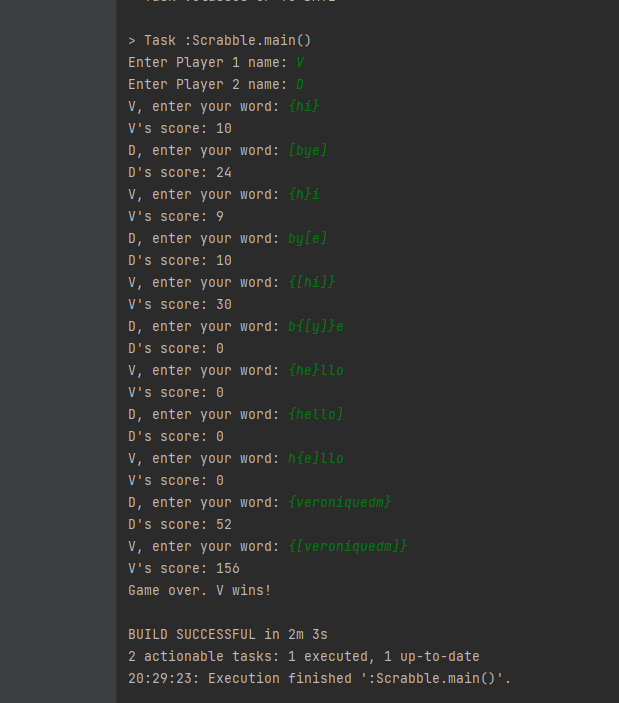 > Task :Scrabble.main()
Enter Player 1 name: V
Enter Player 2 name: D
V, enter your word: {hi}
V's score: 10
D, enter your word: [bye]
D's score: 24
V, enter your word: {h}i
V's score: 9
D, enter your word: by[e]
D's score: 10
V, enter your word: {[hi]}
V's score: 30
D, enter your word: b{[y]}e
D's score: 0
V, enter your word: {he}llo
V's score: 0
D, enter your word: {hello]
D's score: 0
V, enter your word: h{e]llo
V's score: 0
D, enter your word: {veroniquedm}
D's score: 52
V, enter your word: {[veroniquedm]}
V's score: 156
Game over. V wins!
BUILD SUCCESSFUL in 2m 3s
2 actionable tasks: 1 executed, 1 up-to-date
20:29:23: Execution finished ':Scrabble.main()'.